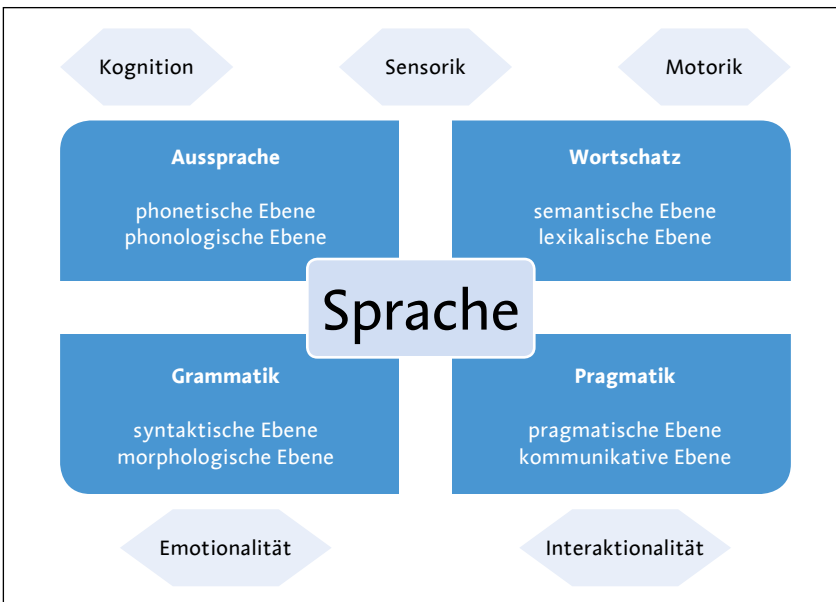 Kognition
Sensorik
Motorik
Aussprache
phonetische Ebene
phonologische Ebene
Wortschatz
semantische Ebene
lexikalische Ebene
Sprache
Grammatik
syntaktische Ebene
morphologische Ebene
Pragmatik
pragmatische Ebene
kommunikative Ebene
Emotionalität
Interaktionalität